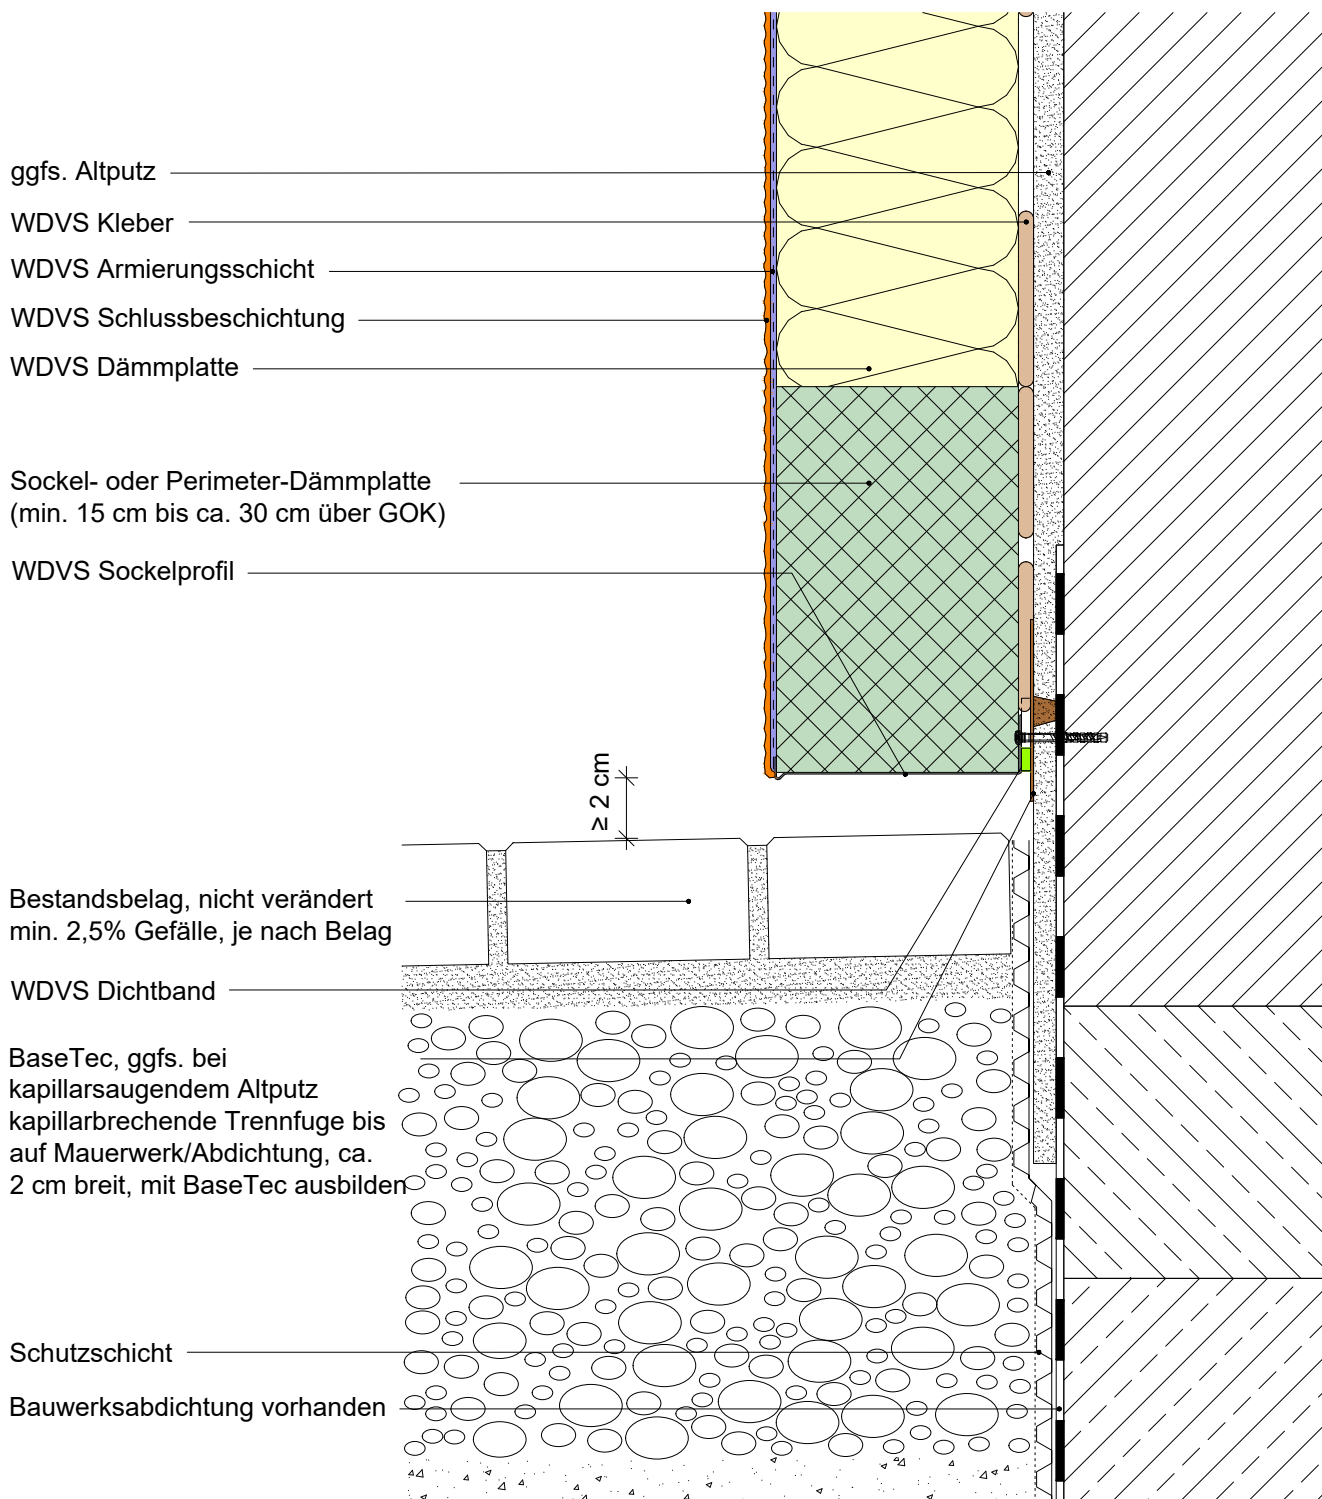 ggfs. Altputz
WDVS Kleber
WDVS Armierungsschicht
WDVS Schlussbeschichtung
WDVS Dämmplatte
Sockel- oder Perimeter-Dämmplatte
(min. 15 cm bis ca. 30 cm über GOK)
WDVS Sockelprofil
≥ 2 cm
Bestandsbelag, nicht verändert
min. 2,5% Gefälle, je nach Belag
WDVS Dichtband
BaseTec, ggfs. bei
kapillarsaugendem Altputz
kapillarbrechende Trennfuge bis
auf Mauerwerk/Abdichtung, ca.
2 cm breit, mit BaseTec ausbilden
Schutzschicht
Bauwerksabdichtung vorhanden